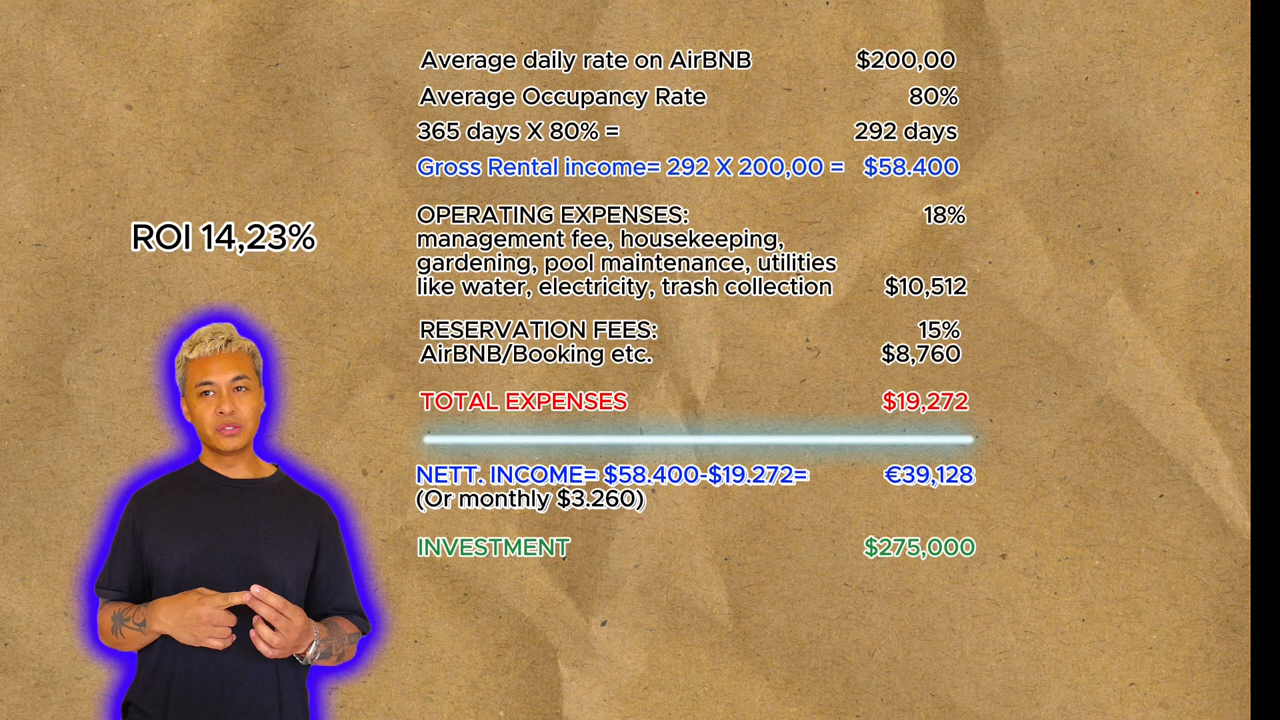 Average daily rate on AirBNB $200,00
Average Occupancy Rate 80%
365 days X 80% = 292 days
Gross Rental income= 292 X 200,00 = $58.400
ROI 14,23%
OPERATING EXPENSES: 18%
management fee, housekeeping,
gardening, pool maintenance, utilities
like water, electricity, trash collection $10,512
RESERVATION FEES: 15%
AirBNB/Booking etc. $8,760
TOTAL EXPENSES $19,272
NETT. INCOME= $58.400-$19.272= €39,128
(Or monthly $3.260)
INVESTMENT $275,000